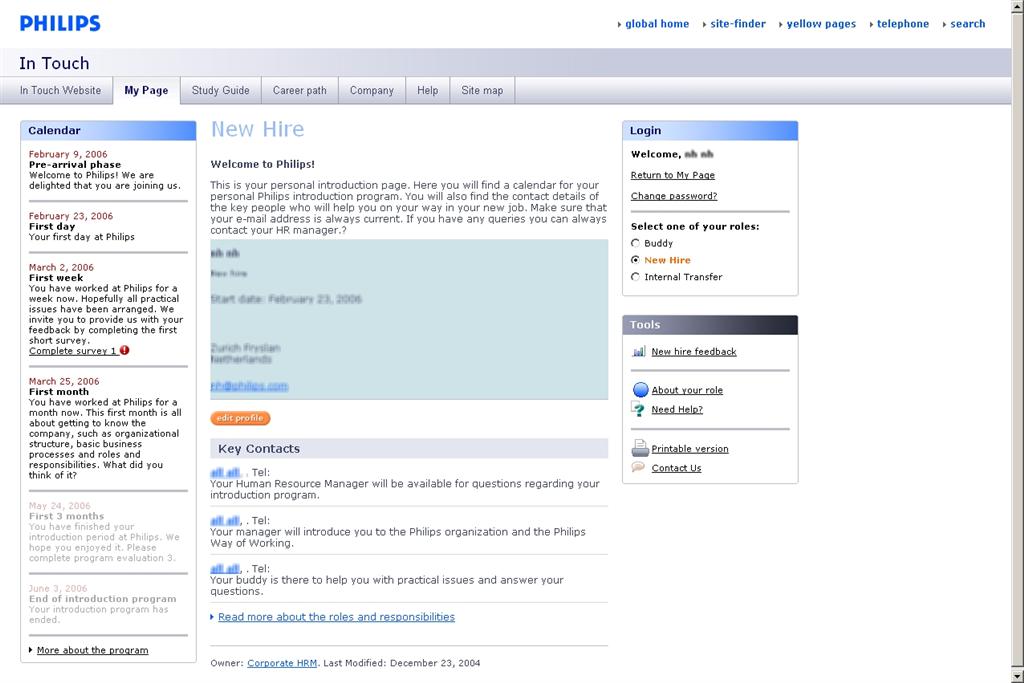 PHILIPS
global home
site-finder
yellow pages
telephone
search
In Touch
In Touch Website
My Page
Study Guide
Career path
Company
Help
Site map
Calendar
February 9, 2006
Pre-arrival phase
Welcome to Philips! We are
delighted that you are joining us.
February 23, 2006
First day
Your first day at Philips
March 2, 2006
First week
You have worked at Philips for a
week now. Hopefully all practical
issues have been arranged. We
invite you to provide us with your
feedback by completing the first
short survey.
Complete survey 1
March 25, 2006
First month
You have worked at Philips for a
month now. This first month is all
about getting to know the
company, such as organizational
structure, basic business
processes and roles and
responsibilities. What did you
think of it?
May 24, 2006
First 3 months
You have finished your
introduction period at Philips. We
hope you enjoyed it. Please
complete program evaluation 3.
June 3, 2006
End of introduction program
Your introduction program has
ended.
More about the program
New Hire
Welcome to Philips!
This is your personal introduction page. Here you will find a calendar for your
personal Philips introduction program. You will also find the contact details of
the key people who will help you on your way in your new job. Make sure that
your e-mail address is always current. If you have any queries you can always
contact your HR manager.?
nh nh
New hire
Start date: February 23, 2006
Zurich Fryslan
Netherlands
nh@philips.com
edit profile
Key Contacts
all all, . Tel:
Your Human Resource Manager will be available for questions regarding your
introduction program.
all all, . Tel:
Your manager will introduce you to the Philips organization and the Philips
Way of Working.
all all, . Tel:
Your buddy is there to help you with practical issues and answer your
questions.
Read more about the roles and responsibilities
Owner: Corporate HRM. Last Modified: December 23, 2004
Login
Welcome, nh nh
Return to My Page
Change password?
Select one of your roles:
Buddy
New Hire
Internal Transfer
Tools
New hire feedback
About your role
Need Help?
Printable version
Contact Us